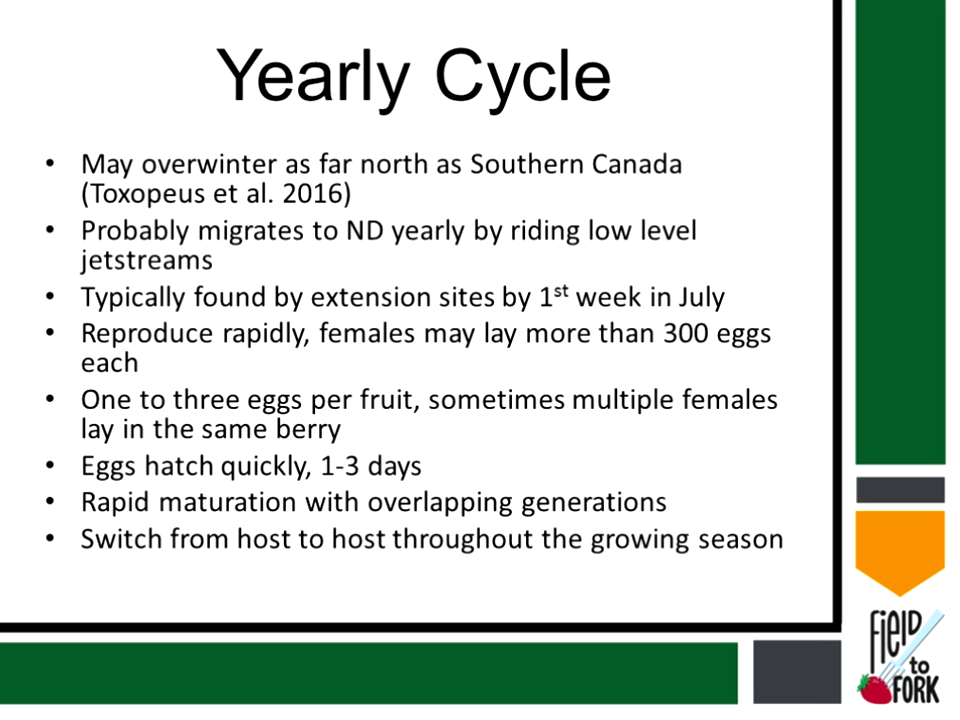 Yearly Cycle
• May overwinter as far north as Southern Canada
(Toxopeus et al. 2016)
• Probably migrates to ND yearly by riding low level
jetstreams
• Typically found by extension sites by 1st week in July
• Reproduce rapidly, females may lay more than 300 eggs
each
• One to three eggs per fruit, sometimes multiple females
lay in the same berry
• Eggs hatch quickly, 1-3 days
• Rapid maturation with overlapping generations
• Switch from host to host throughout the growing season
FIELD
to
FORK